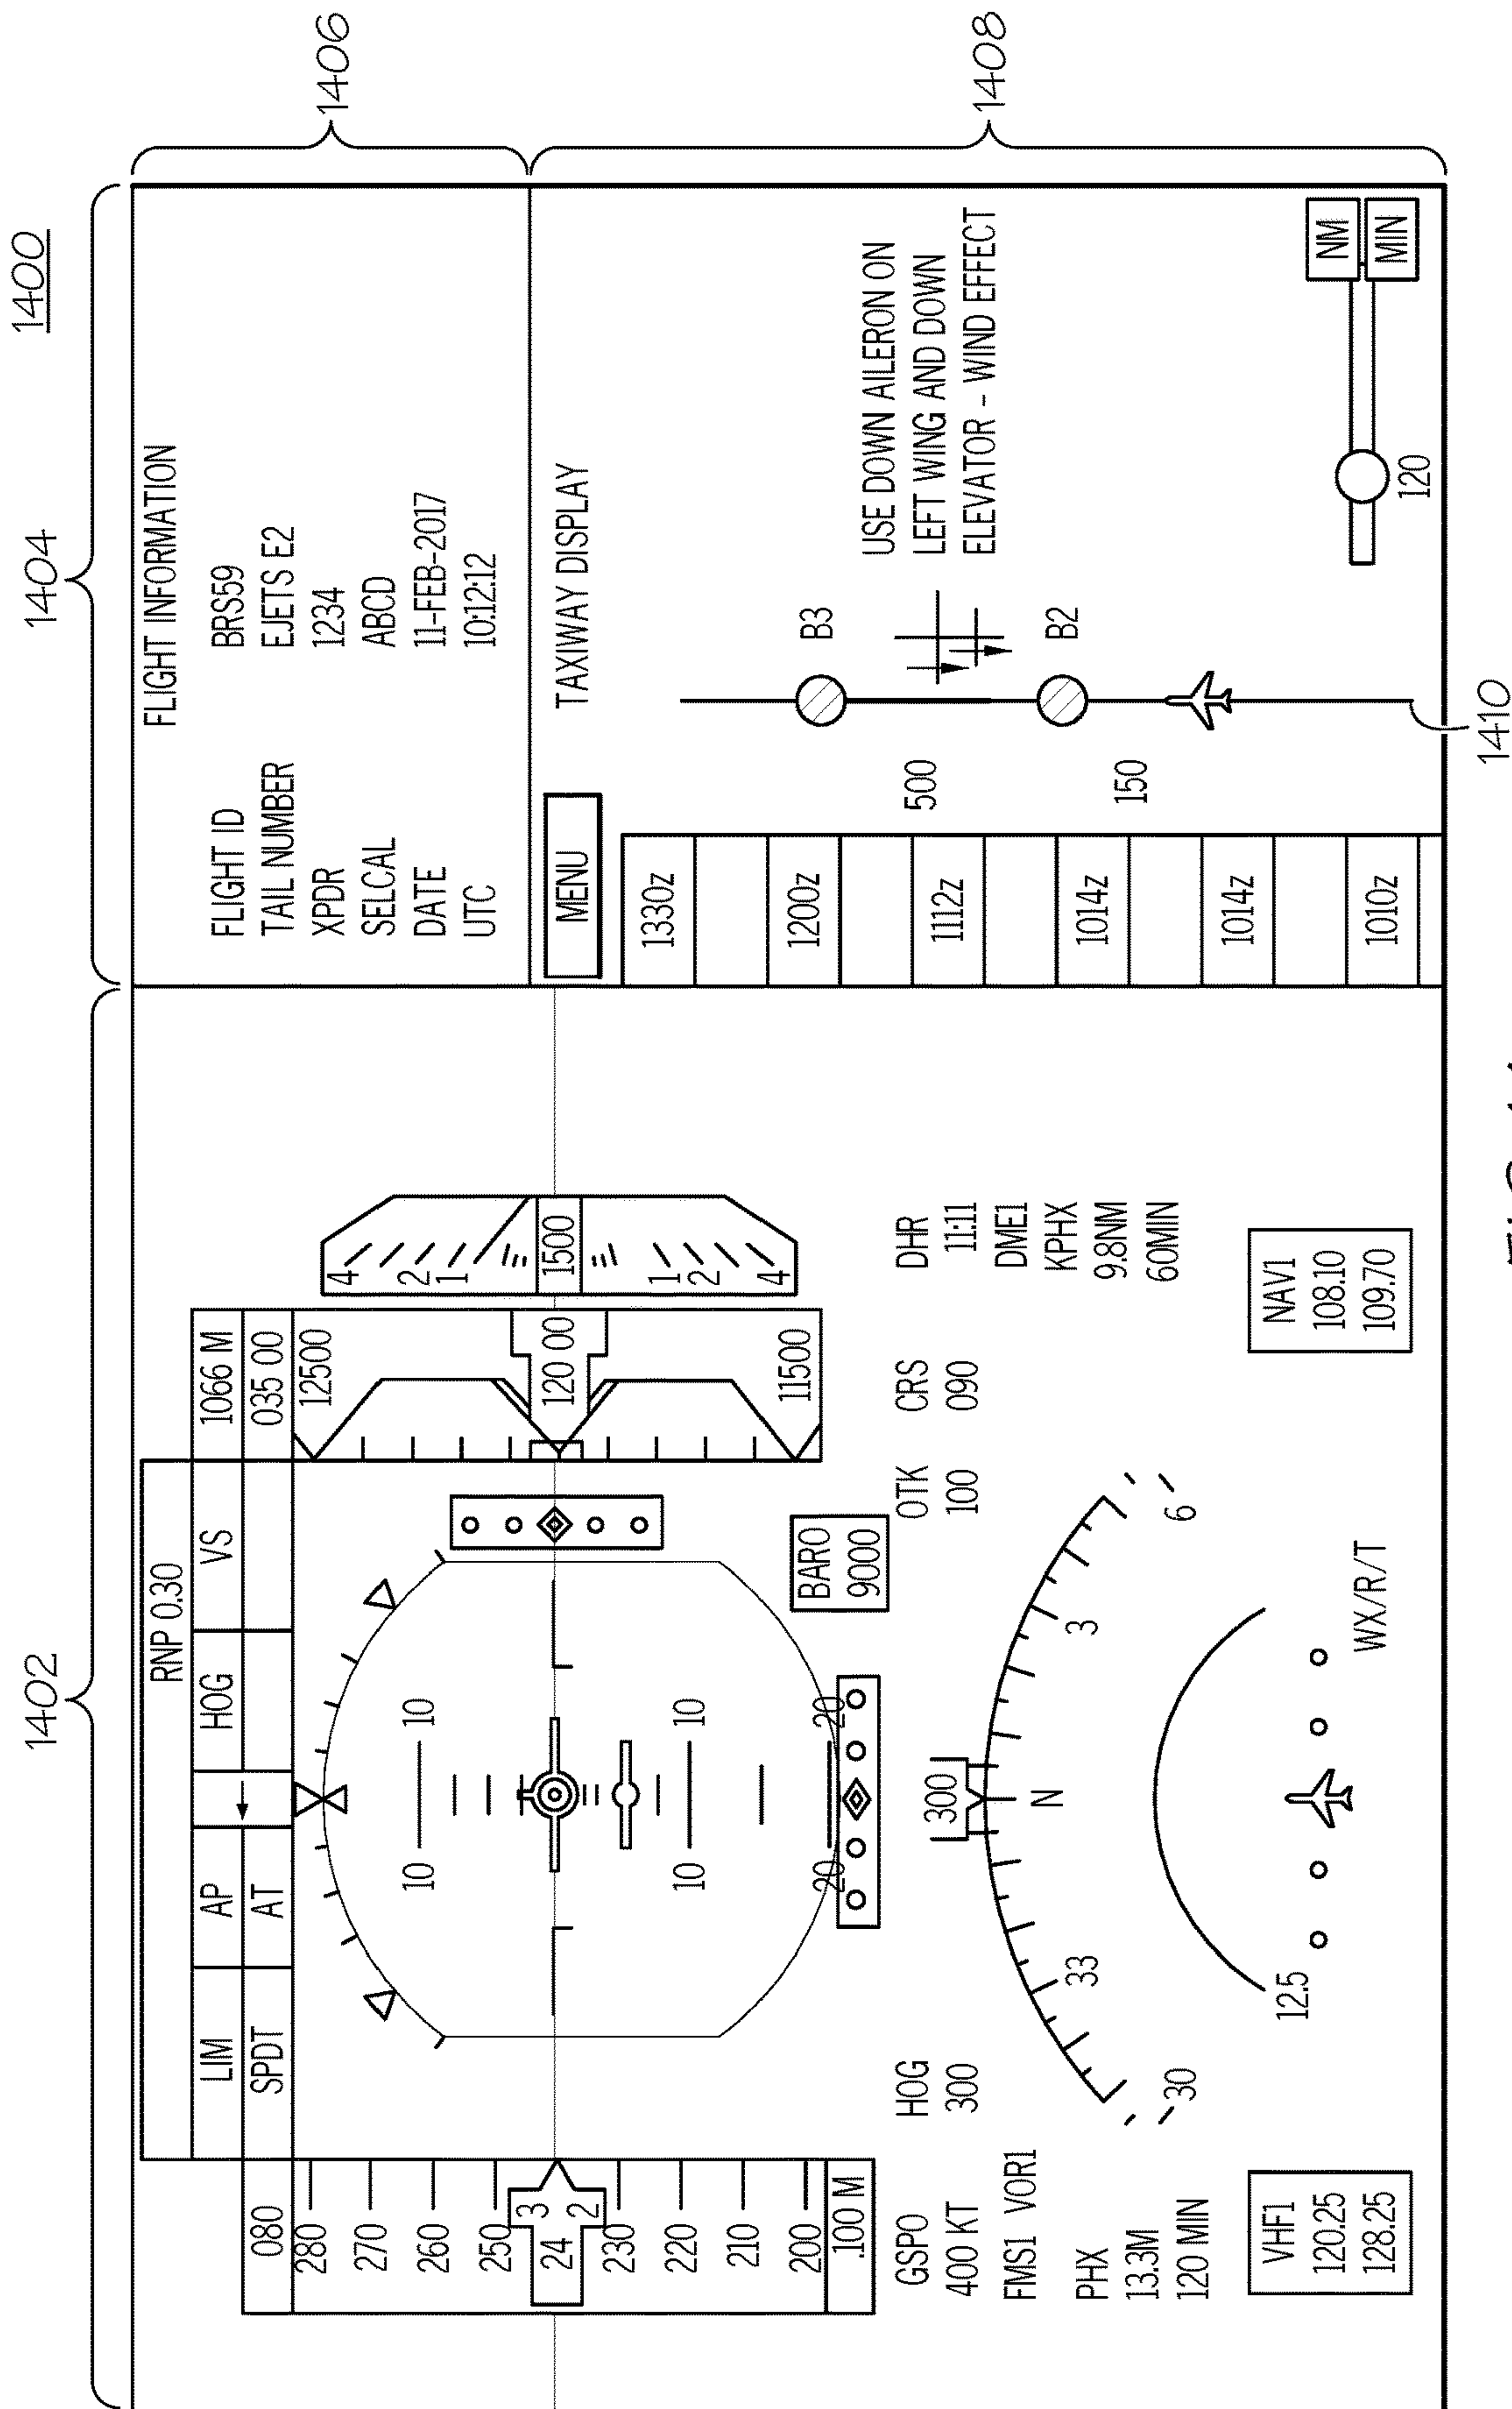 1400
1402
1404
RNP 0.30
LIM AP HOG VS
1066 M
080
SPDT AT
035 00
280
270
260
250
24
3
2
230
220
210
200
.100 M
10 10
10 10
20 20
12500
120 00
11500
4
2
1
1500
1
2
4
BARO
9000
GSPO
400 KT
FMS1 VOR1
PHX
13.3M
120 MIN
HOG
300
300
OTK
100
CRS
090
DHR
11:11
DME1
KPHX
9.8NM
60MIN
30
33
N
3
6
12.5
WX/R/T
VHF1
120.25
128.25
NAV1
108.10
109.70
FLIGHT INFORMATION
FLIGHT ID BRS59
TAIL NUMBER EJETS E2
XPDR 1234
SELCAL ABCD
DATE 11-FEB-2017
UTC 10:12:12
1406
MENU
TAXIWAY DISPLAY
1330z
1200z
1112z
1014z
1014z
1010z
B3
500
B2
150
USE DOWN AILERON ON
LEFT WING AND DOWN
ELEVATOR - WIND EFFECT
120
NM
MIN
1408
1410